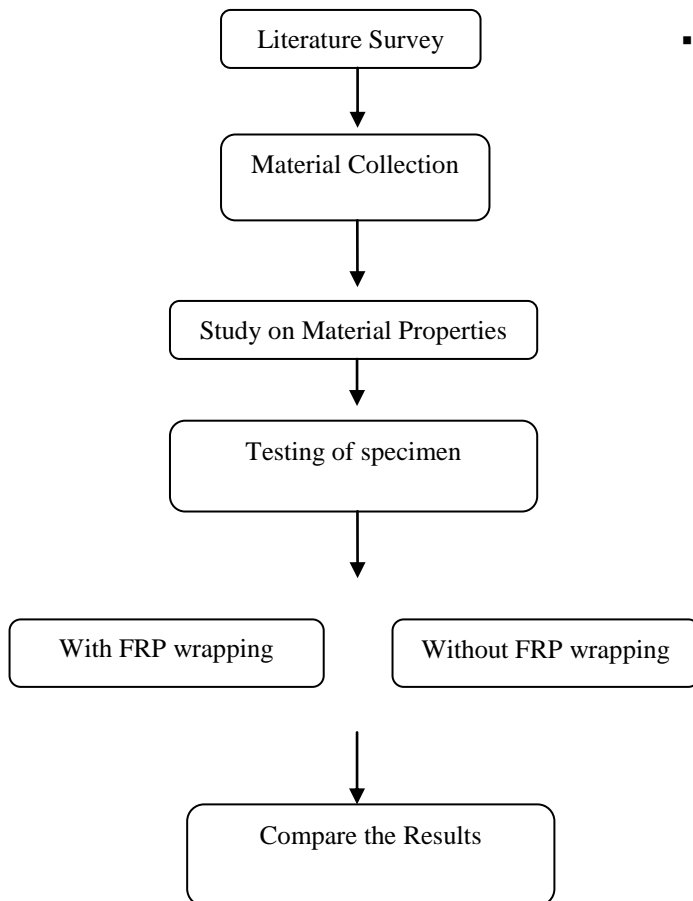 Literature Survey
Material Collection
Study on Material Properties
Testing of specimen
With FRP wrapping
Without FRP wrapping
Compare the Results